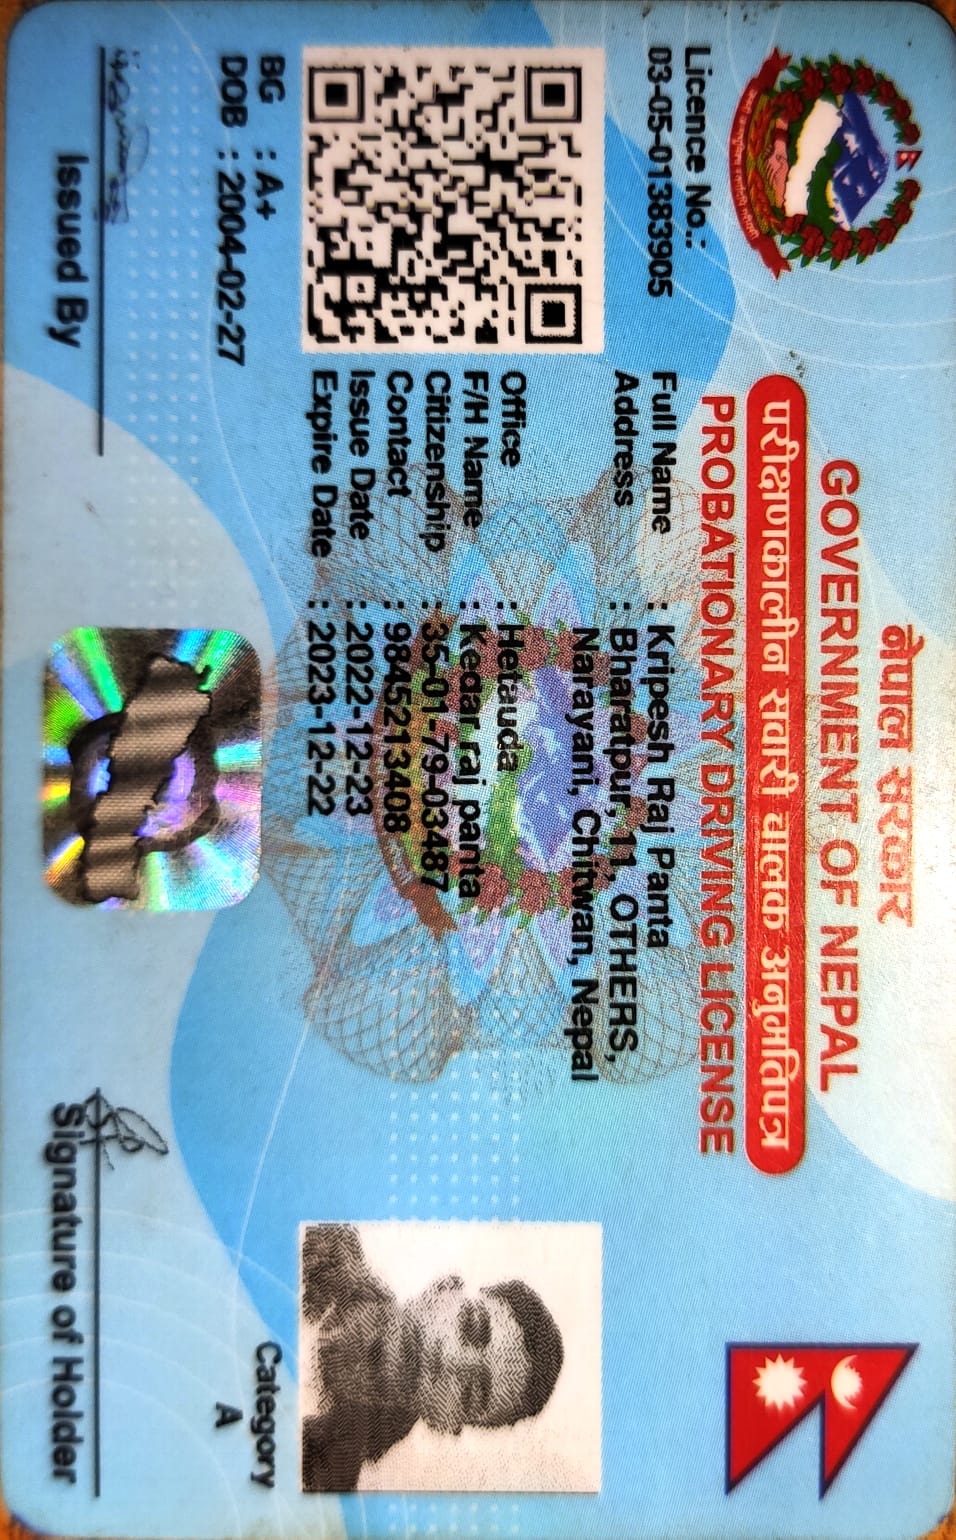 नेपाल सरकार
GOVERNMENT OF NEPAL
परीक्षणकालीन सवारी चालक अनुमतिपत्र
PROBATIONARY DRIVING LICENSE
Licence No.:
03-05-01383905
Full Name : Kripesh Raj Panta
Address : Bharatpur, 11, OTHERS,
Narayani, Chitwan, Nepal
Office : Hetauda
F/H Name : Kedar raj panta
Citizenship : 35-01-79-03487
Contact : 9845213408
Issue Date : 2022-12-23
Expire Date : 2023-12-22
BG : A+
DOB : 2004-02-27
Category
A
Issued By
Signature of Holder